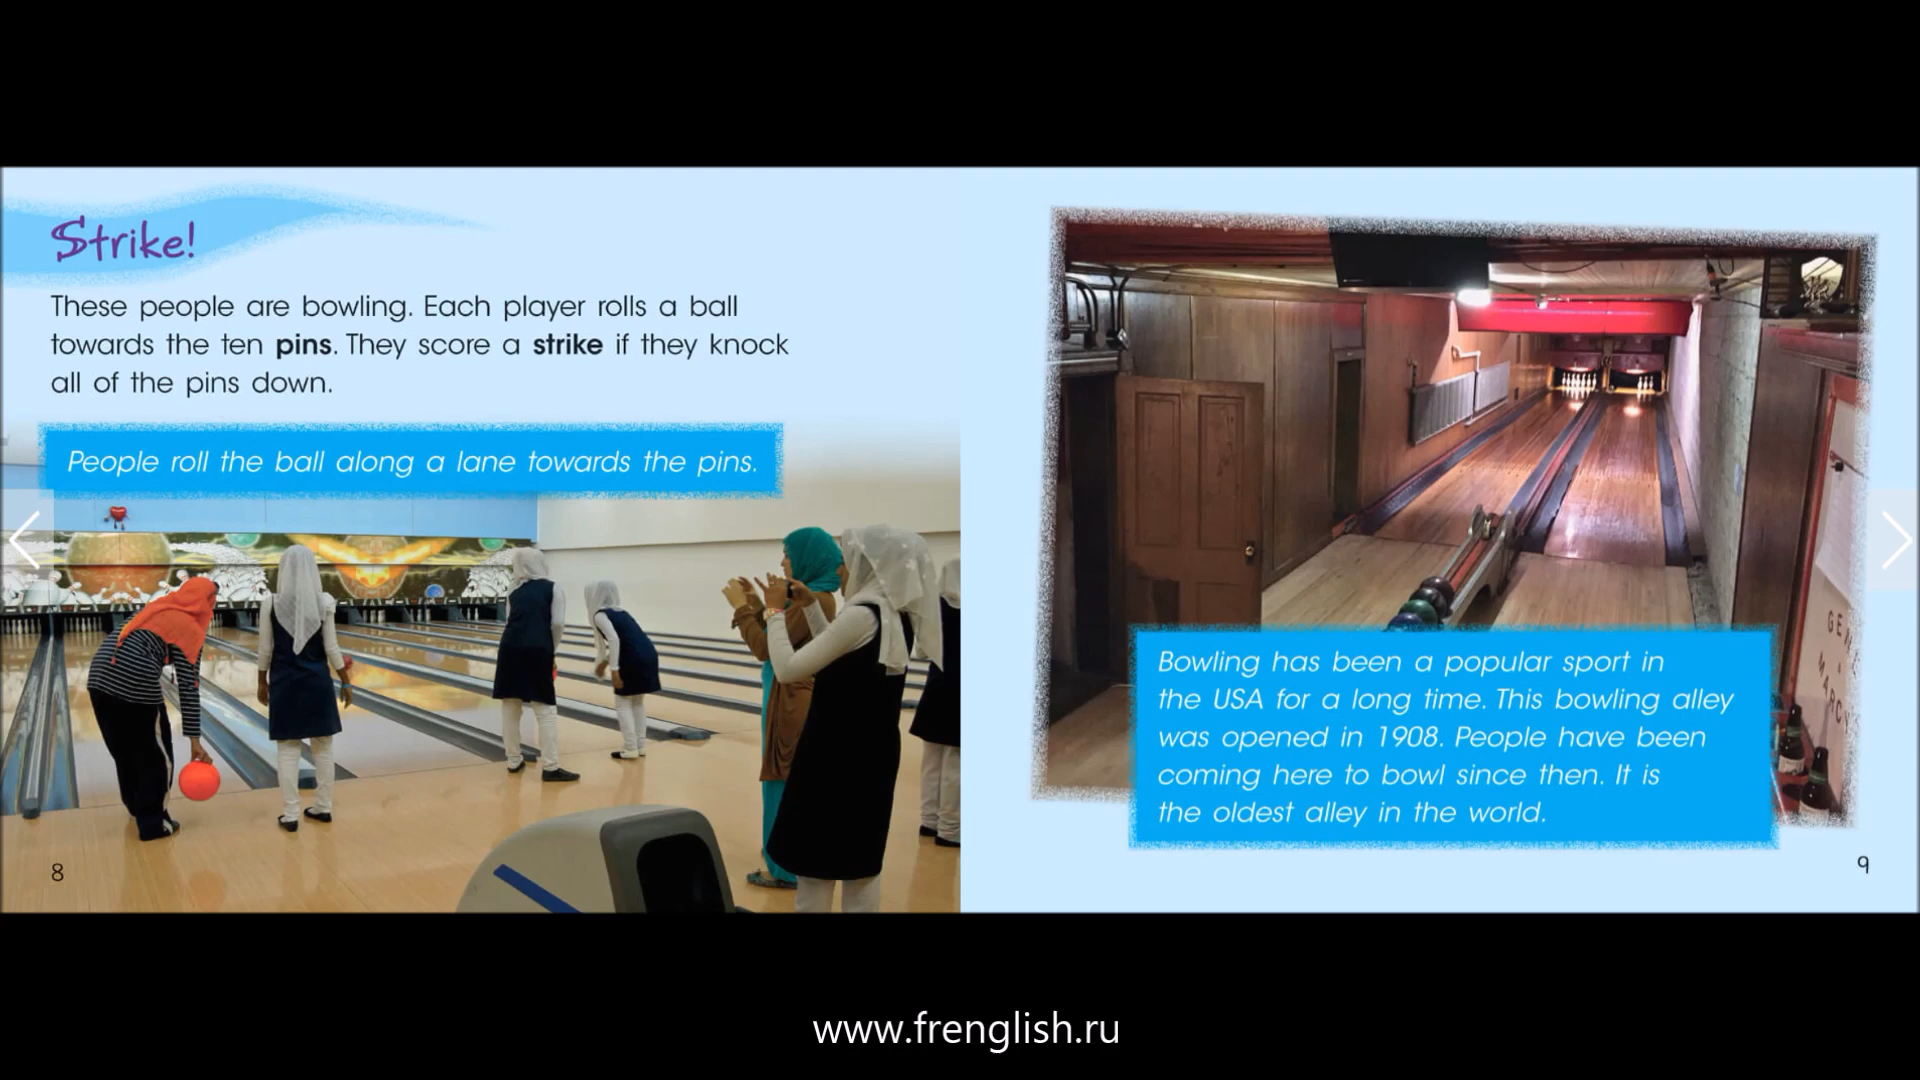 Strike!
These people are bowling. Each player rolls a ball
towards the ten pins. They score a strike if they knock
all of the pins down.
People roll the ball along a lane towards the pins.
8
Bowling has been a popular sport in
the USA for a long time. This bowling alley
was opened in 1908. People have been
coming here to bowl since then. It is
the oldest alley in the world.
9
www.frenglish.ru